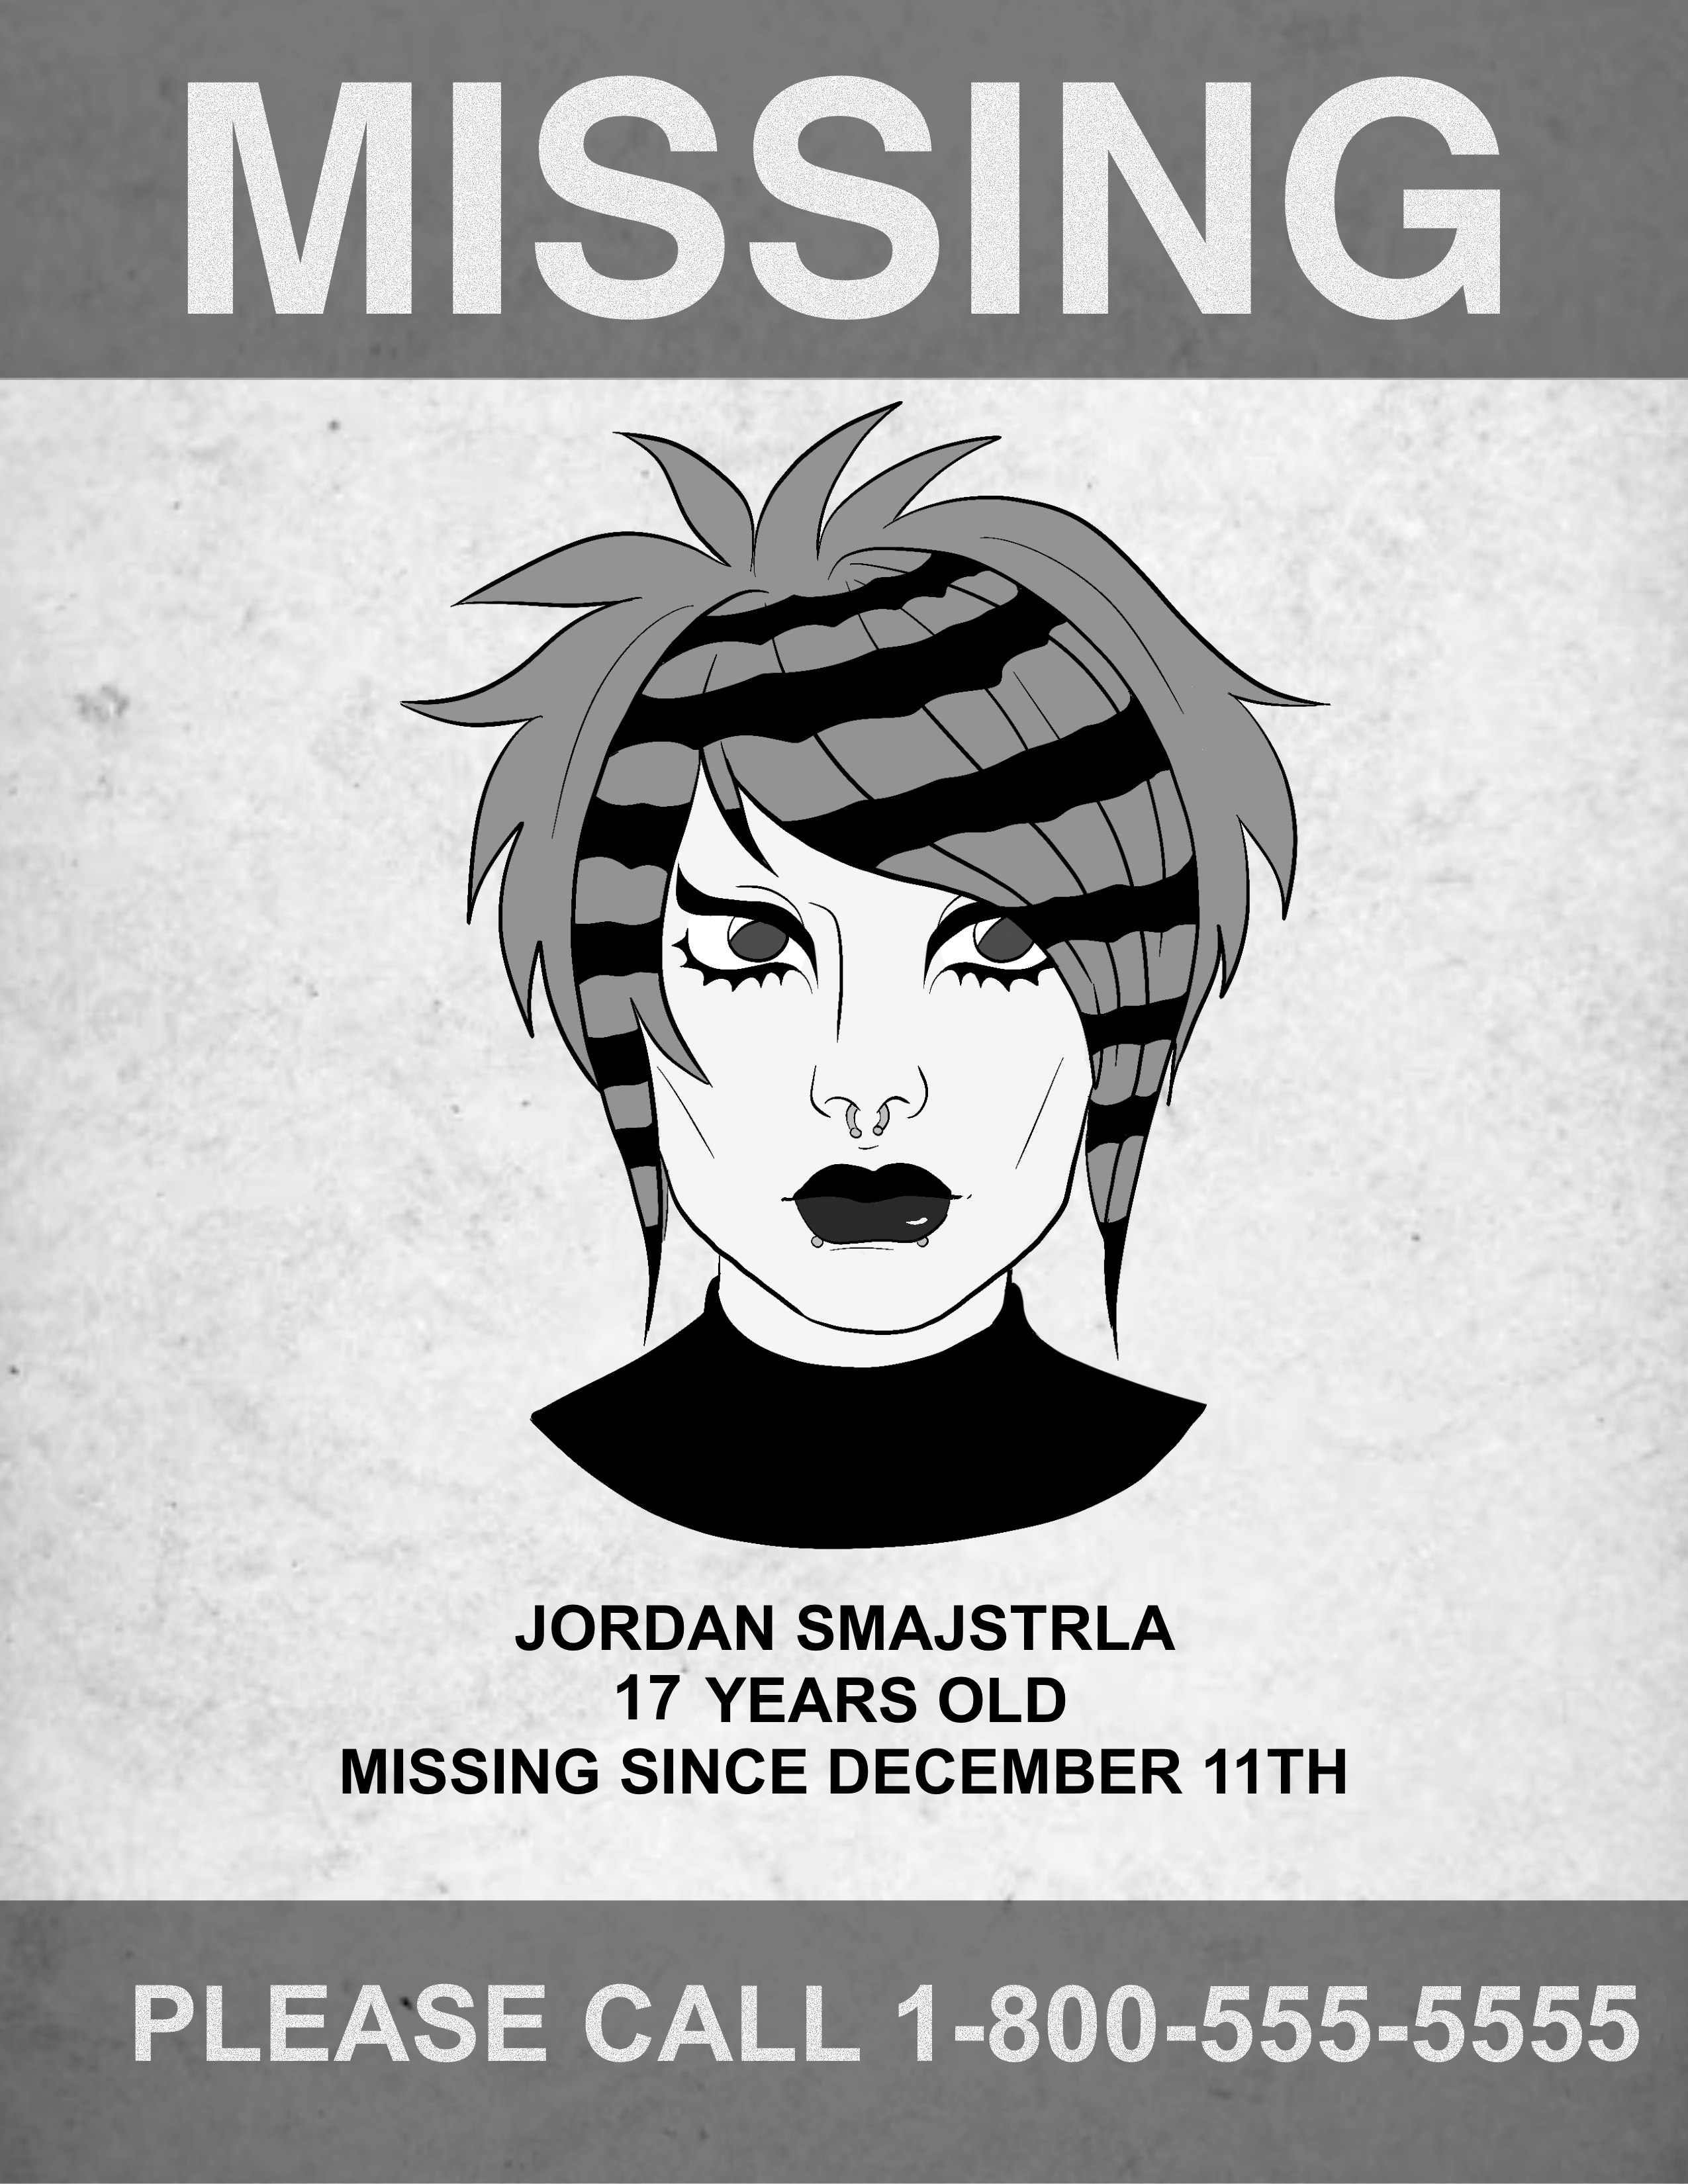 MISSING
JORDAN SMAJSTRLA
17 YEARS OLD
MISSING SINCE DECEMBER 11TH
PLEASE CALL 1-800-555-5555